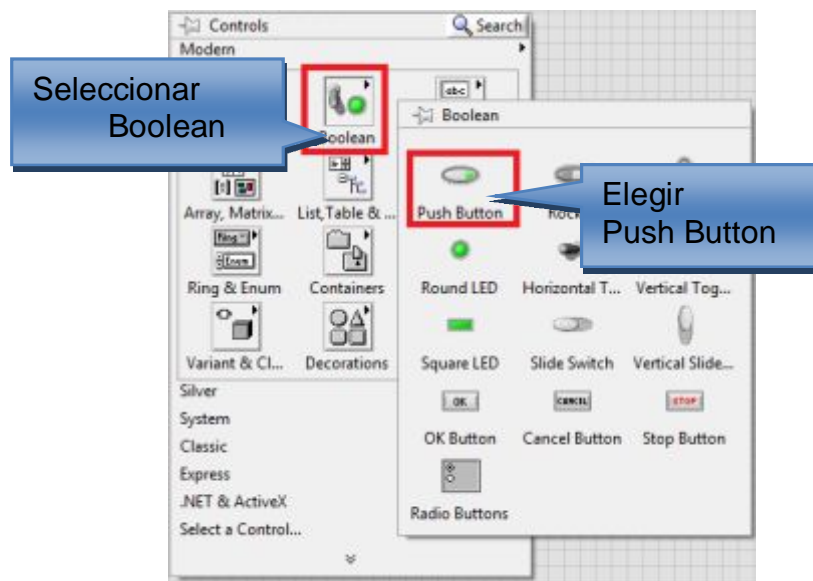 Controls
Search
Modern
Seleccionar
Boolean
Boolean
Boolean
Elegir
Push Button
Push Button
Array, Matrix...
List, Table & ...
Ring & Enum
Containers
Round LED
Horizontal T...
Vertical Tog...
Variant & Cl...
Decorations
Square LED
Slide Switch
Vertical Slide...
Silver
OK
CANCEL
STOP
System
OK Button
Cancel Button
Stop Button
Classic
Express
.NET & ActiveX
Radio Buttons
Select a Control...